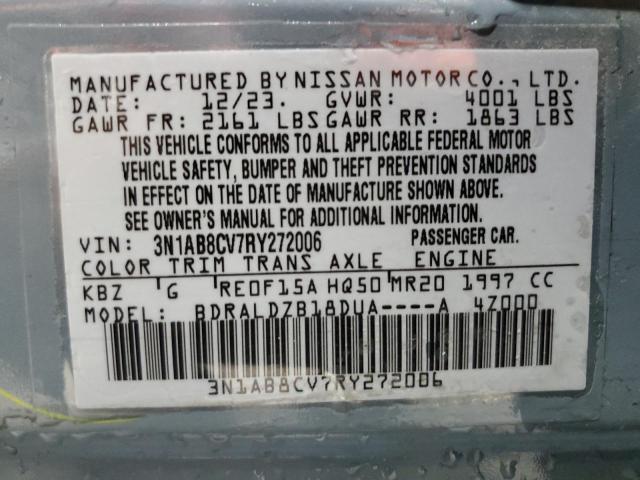 MANUFACTURED BY NISSAN MOTOR CO., LTD.
DATE: 12/23. GVWR: 4001 LBS
GAWR FR: 2161 LBS GAWR RR: 1863 LBS
THIS VEHICLE CONFORMS TO ALL APPLICABLE FEDERAL MOTOR
VEHICLE SAFETY, BUMPER AND THEFT PREVENTION STANDARDS
IN EFFECT ON THE DATE OF MANUFACTURE SHOWN ABOVE.
SEE OWNER'S MANUAL FOR ADDITIONAL INFORMATION
VIN: 3N1AB8CV7RY272006 PASSENGER CAR.
COLOR TRIM TRANS AXLE ENGINE
KBZ G RE0F15A HQ50 MR20 1997 CC
MODEL: BDRALDZB18DUA----A 4Z000
3N1AB8CV7RY272006